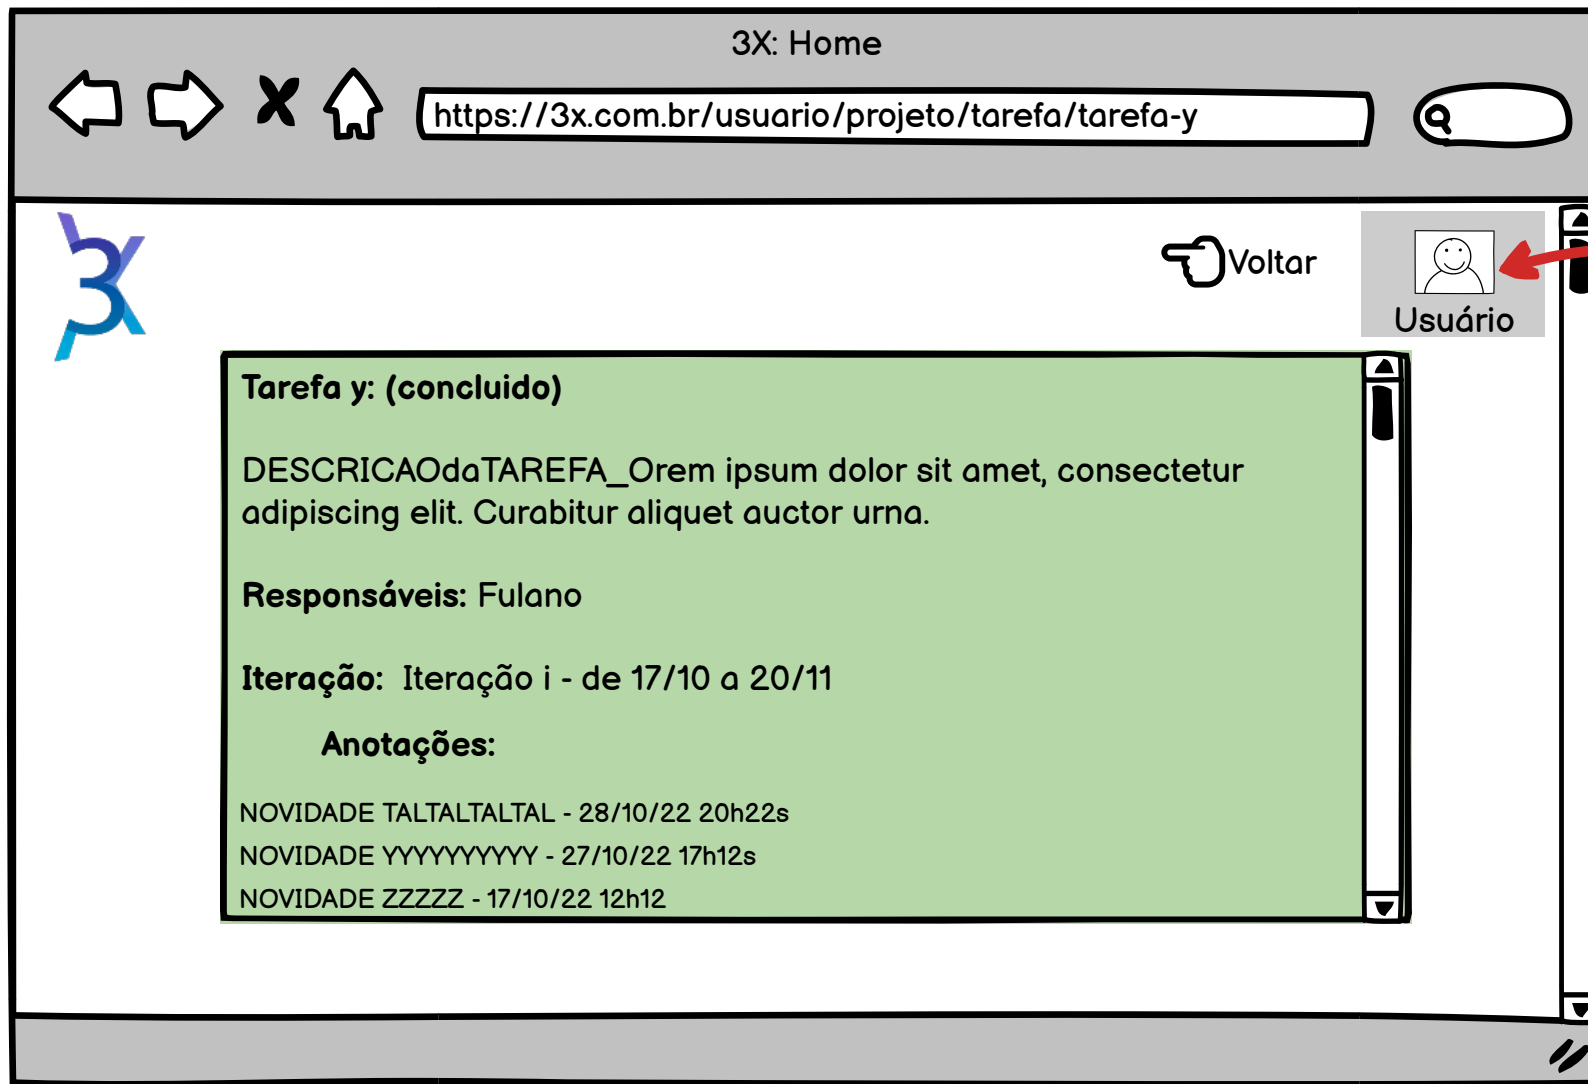 3X: Home
https://3x.com.br/usuario/projeto/tarefa/tarefa-y
3X
Voltar
Usuário
Tarefa y: (concluido)
DESCRICAOdaTAREFA_Orem ipsum dolor sit amet, consectetur
adipiscing elit. Curabitur aliquet auctor urna.
Responsáveis: Fulano
Iteração: Iteração i - de 17/10 a 20/11
Anotações:
NOVIDADE TALTALTALTAL - 28/10/22 20h22s
NOVIDADE YYYYYYYYYY - 27/10/22 17h12s
NOVIDADE ZZZZZ - 17/10/22 12h12